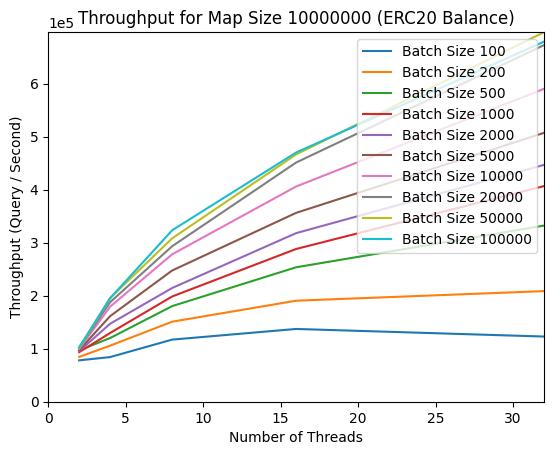 Throughput for Map Size 10000000 (ERC20 Balance)
1e5
Batch Size 100
Batch Size 200
Batch Size 500
Batch Size 1000
Batch Size 2000
Batch Size 5000
Batch Size 10000
Batch Size 20000
Batch Size 50000
Batch Size 100000
Throughput (Query / Second)
6
5
4
3
2
1
0
0 5 10 15 20 25 30
Number of Threads